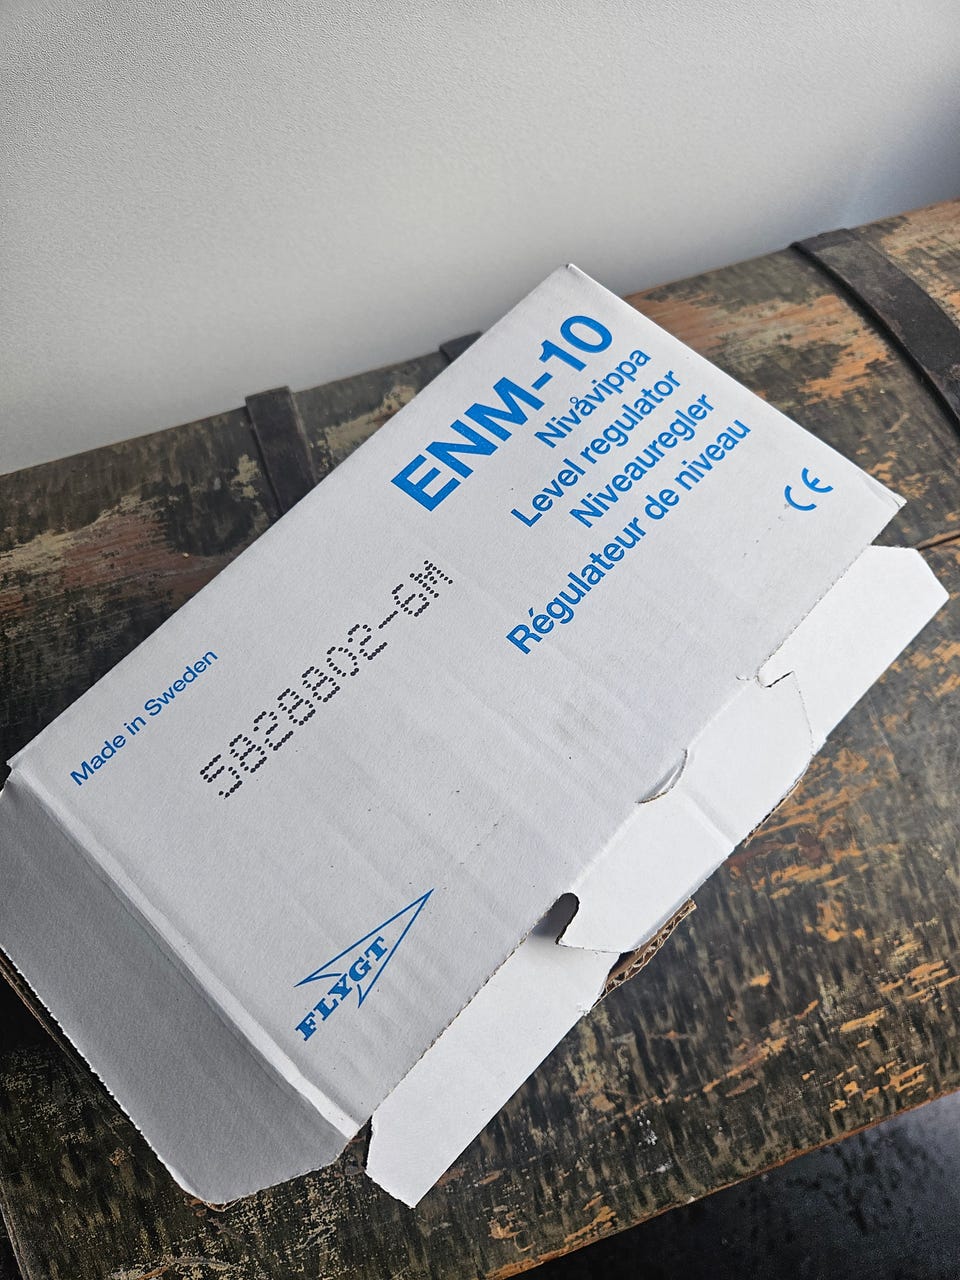 ENM-10
Nivåvippa
Level regulator
Niveauregler
Régulateur de niveau
CE
5828802-6M
Made in Sweden
FLYGT